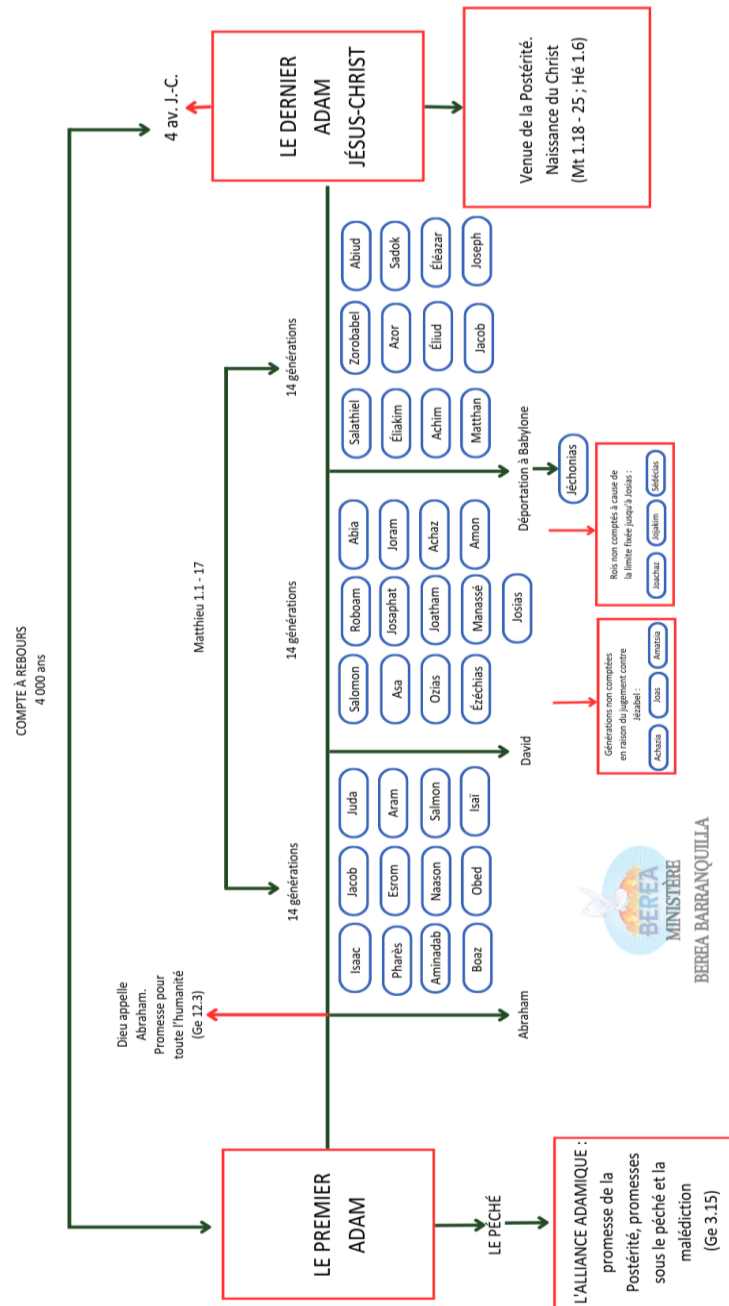 COMPTE À REBOURS
4 000 ans
4 av. J.-C.
Matthieu 1.1 - 17
Dieu appelle
Abraham.
Promesse pour
toute l'humanité
(Ge 12.3)
14 générations
14 générations
14 générations
LE PREMIER
ADAM
LE DERNIER
ADAM
JÉSUS-CHRIST
Isaac
Jacob
Juda
Pharès
Esrom
Aram
Aminadab
Naason
Salmon
Boaz
Obed
Isaï
Salomon
Roboam
Abia
Asa
Josaphat
Joram
Ozias
Joatham
Achaz
Ézéchias
Manassé
Amon
Josias
Salathiel
Zorobabel
Abiud
Éliakim
Azor
Sadok
Achim
Éliud
Éléazar
Matthan
Jacob
Joseph
LE PÉCHÉ
Abraham
David
Déportation à Babylone
Jéchonias
L'ALLIANCE ADAMIQUE :
promesse de la
Postérité, promesses
sous le péché et la
malédiction
(Ge 3.15)
BEREA
MINISTÈRE
BEREA BARRANQUILLA
Générations non comptées
en raison du jugement contre
Jézabel :
Achazia
Joas
Amatsia
Rois non comptés à cause de
la limite fixée jusqu'à Josias :
Joachaz
Jojakim
Sédécias
Venue de la Postérité.
Naissance du Christ
(Mt 1.18 - 25 ; Hé 1.6)